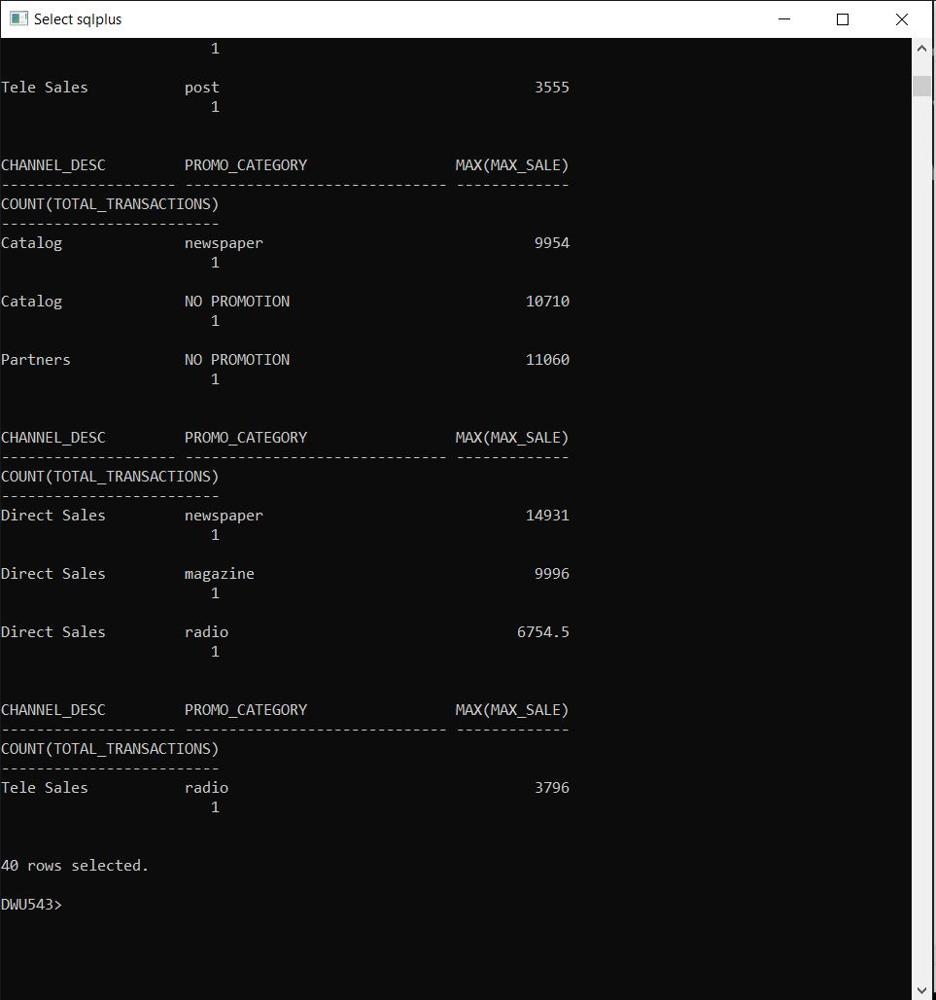 Select sqlplus
1
Tele Sales post 3555
1
CHANNEL_DESC PROMO_CATEGORY MAX(MAX_SALE)
-------------------- ------------------------------ -------------
COUNT(TOTAL_TRANSACTIONS)
-------------------------
Catalog newspaper 9954
1
Catalog NO PROMOTION 10710
1
Partners NO PROMOTION 11060
1
CHANNEL_DESC PROMO_CATEGORY MAX(MAX_SALE)
-------------------- ------------------------------ -------------
COUNT(TOTAL_TRANSACTIONS)
-------------------------
Direct Sales newspaper 14931
1
Direct Sales magazine 9996
1
Direct Sales radio 6754.5
1
CHANNEL_DESC PROMO_CATEGORY MAX(MAX_SALE)
-------------------- ------------------------------ -------------
COUNT(TOTAL_TRANSACTIONS)
-------------------------
Tele Sales radio 3796
1
40 rows selected.
DWU543>